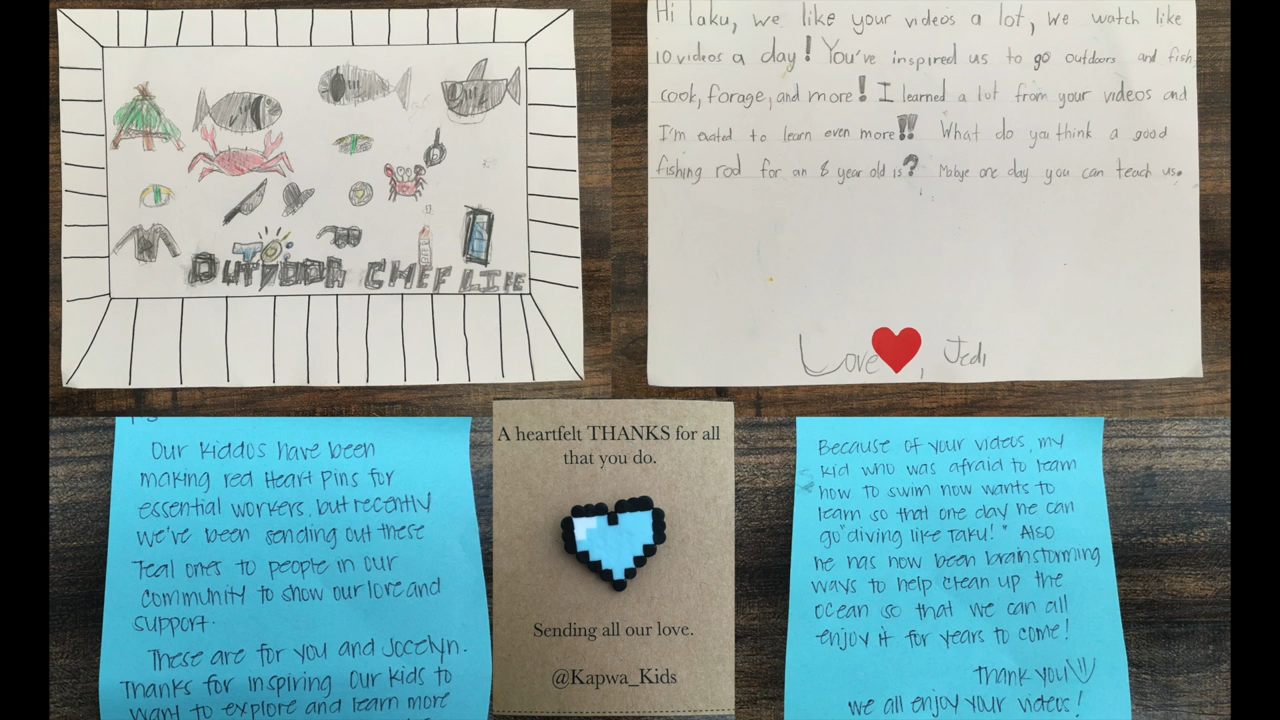 OUTDOOR CHEF LIFE
Hi Taku, we like your videos a lot, we watch like
10 videos a day! You've inspired us to go outdoors and fish,
cook, forage, and more! I learned a lot from your videos and
I'm exated to learn even more!! What do you think a good
fishing rod for an 8 year old is? Mabye one day you can teach us.
Love, Jedi
Our Kiddos have been
making red Heart Pins for
essential workers, but recently
we've been sending out these
Teal ones to people in our
community to show our love and
support.
These are for you and Jocelyn.
Thanks for inspiring our kids to
want to explore and learn more
A heartfelt THANKS for all
that you do.
Sending all our love.
@Kapwa_Kids
Because of your videos, my
kid who was afraid to learn
how to swim now wants to
learn so that one day he can
go "diving like Taku!" Also
he has now been brainstorming
ways to help clean up the
ocean so that we can all
enjoy it for years to come!
Thank you
we all enjoy your videos!